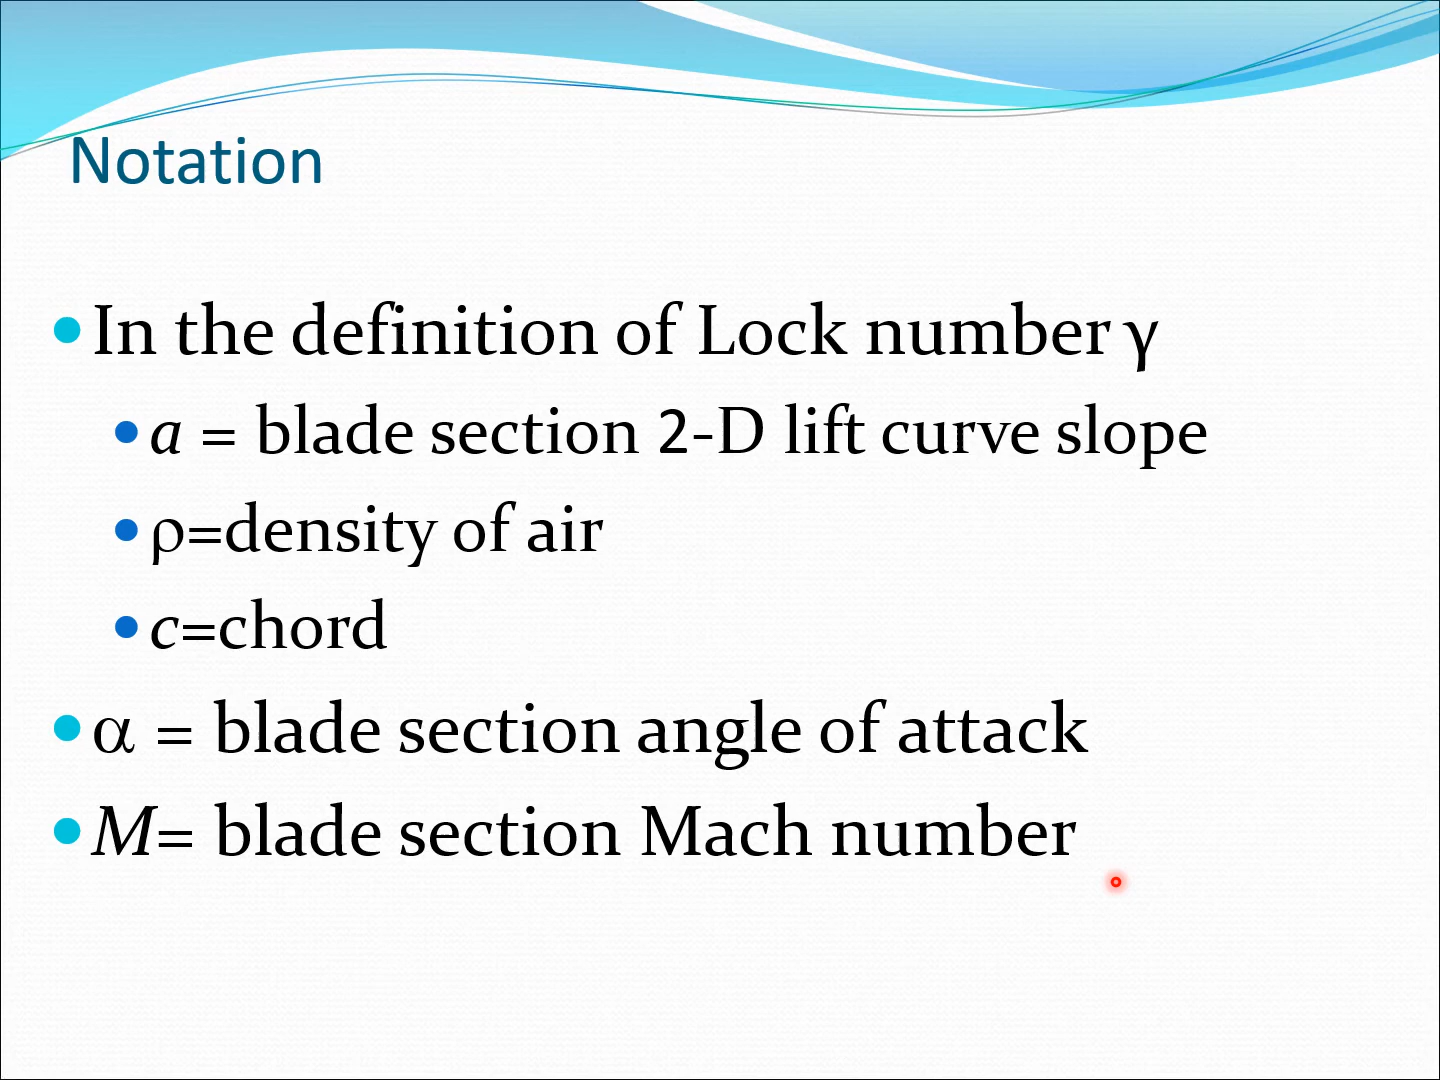 Notation
• In the definition of Lock number γ
• a = blade section 2-D lift curve slope
• ρ=density of air
• c=chord
• α = blade section angle of attack
• M= blade section Mach number